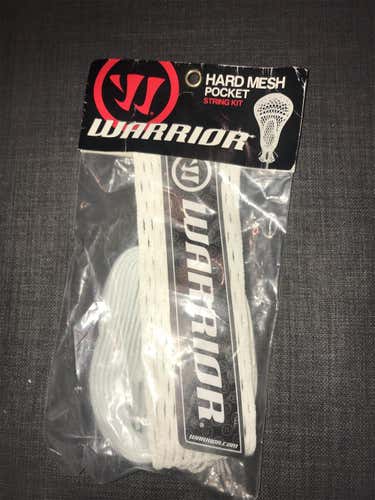 HARD MESH
POCKET
STRING KIT
WARRIOR
WARRIOR
WARRIOR.COM